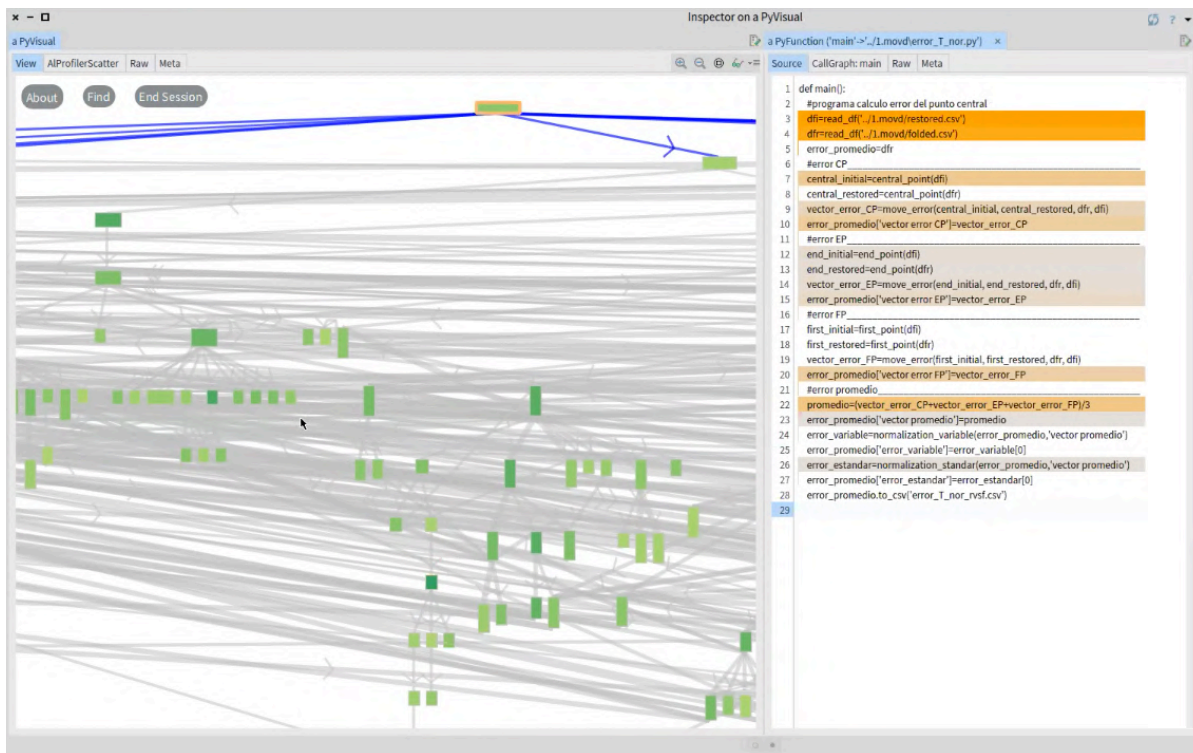 Inspector on a PyVisual
a PyVisual
View AIProfilerScatter Raw Meta
About Find End Session
a PyFunction ('main'->'../1.movd\error_T_nor.py') ×
Source CallGraph: main Raw Meta
1 def main():
2 #programa calculo error del punto central
3 dfi=read_df('../1.movd/restored.csv')
4 dfr=read_df('../1.movd/folded.csv')
5 error_promedio=dfr
6 #error CP
7 central_initial=central_point(dfi)
8 central_restored=central_point(dfr)
9 vector_error_CP=move_error(central_initial, central_restored, dfr, dfi)
10 error_promedio['vector error CP']=vector_error_CP
11 #error EP
12 end_initial=end_point(dfi)
13 end_restored=end_point(dfr)
14 vector_error_EP=move_error(end_initial, end_restored, dfr, dfi)
15 error_promedio['vector error EP']=vector_error_EP
16 #error FP
17 first_initial=first_point(dfi)
18 first_restored=first_point(dfr)
19 vector_error_FP=move_error(first_initial, first_restored, dfr, dfi)
20 error_promedio['vector error FP']=vector_error_FP
21 #error promedio
22 promedio=(vector_error_CP+vector_error_EP+vector_error_FP)/3
23 error_promedio['vector promedio']=promedio
24 error_variable=normalization_variable(error_promedio,'vector promedio')
25 error_promedio['error_variable']=error_variable[0]
26 error_estandar=normalization_standar(error_promedio,'vector promedio')
27 error_promedio['error_estandar']=error_estandar[0]
28 error_promedio.to_csv('error_T_nor_rvsf.csv')
29